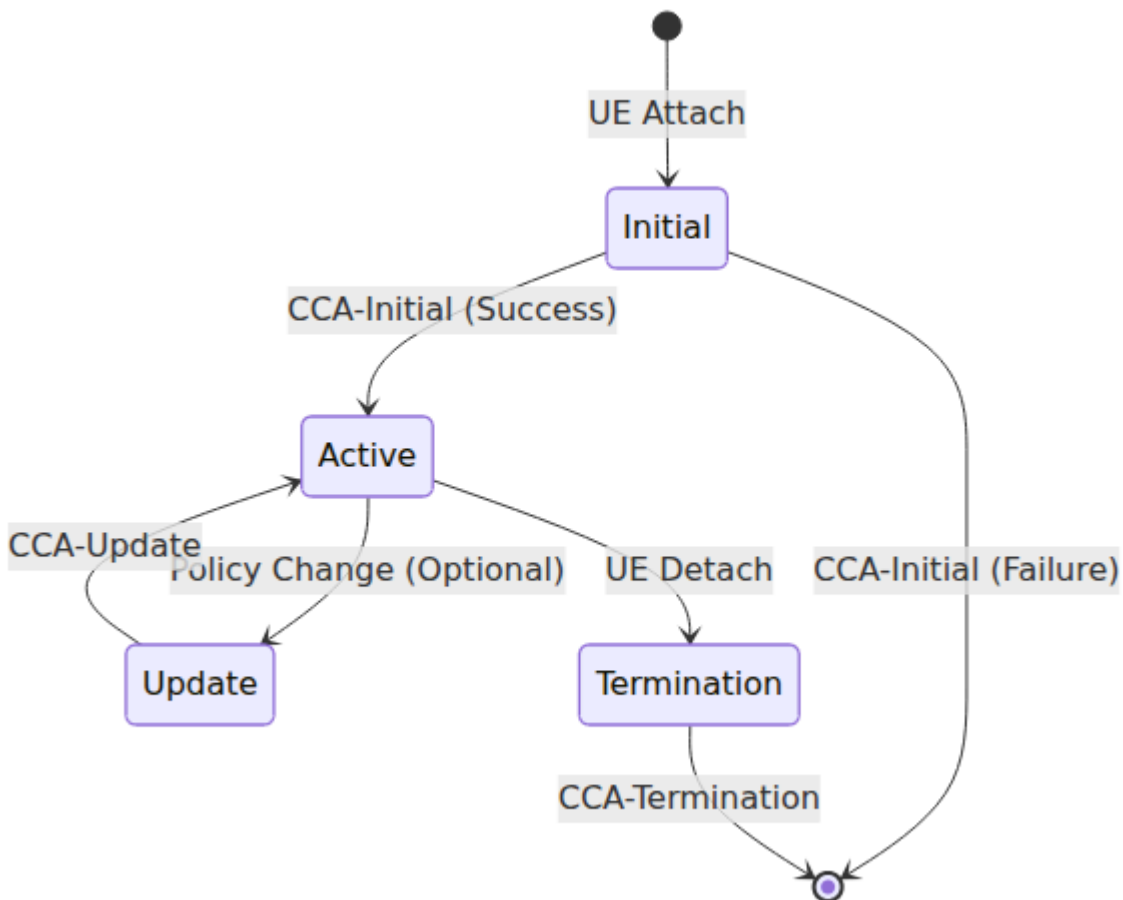 UE Attach
Initial
CCA-Initial (Success)
Active
CCA-Update
Policy Change (Optional)
UE Detach
CCA-Initial (Failure)
Update
Termination
CCA-Termination